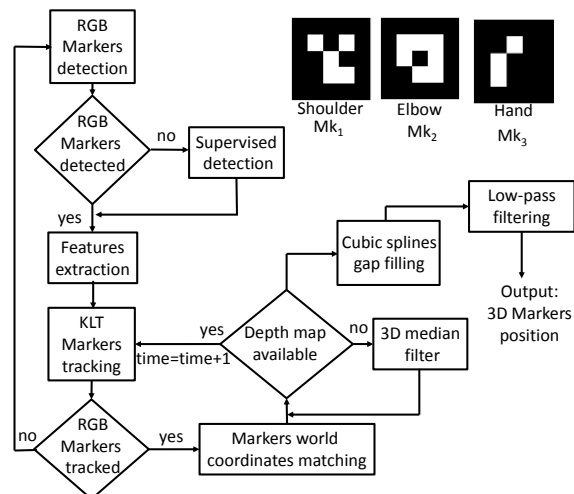 RGB
Markers
detection
Shoulder
Mk1
Elbow
Mk2
Hand
Mk3
RGB
Markers
detected
no
Supervised
detection
yes
Features
extraction
Low-pass
filtering
Cubic splines
gap filling
Output:
3D Markers
position
KLT
Markers
tracking
yes
time=time+1
Depth map
available
no
3D median
filter
RGB
Markers
tracked
no
yes
Markers world
coordinates matching